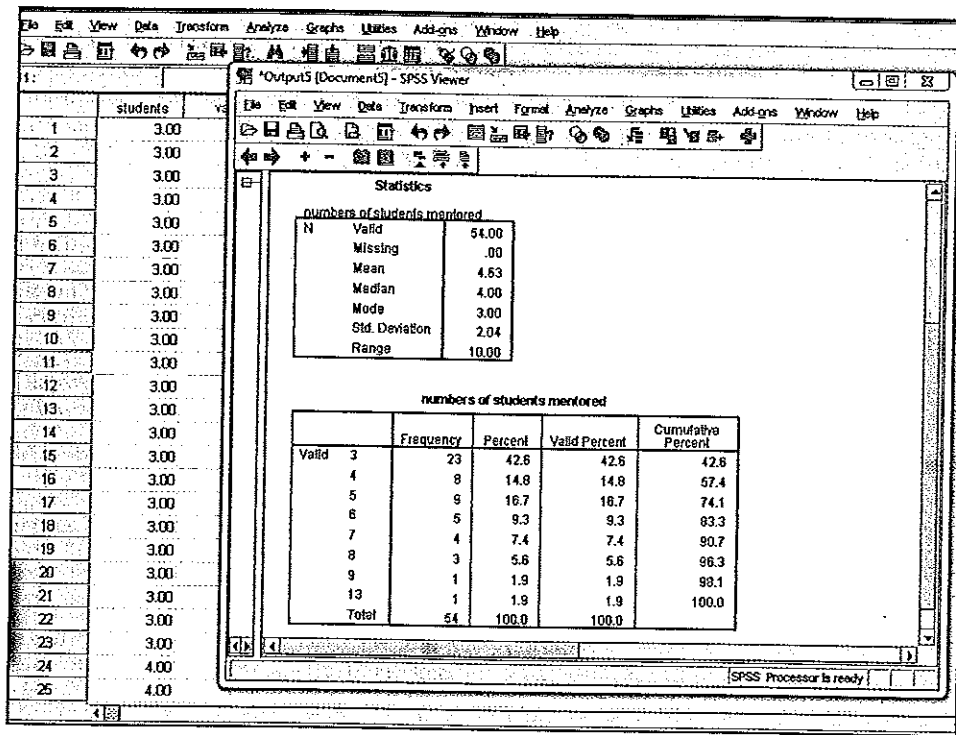 File Edit View Data Transform Analyze Graphs Utilities Add-ons Window Help
1:
students
1 3.00
2 3.00
3 3.00
4 3.00
5 3.00
6 3.00
7 3.00
8 3.00
9 3.00
10 3.00
11 3.00
12 3.00
13 3.00
14 3.00
15 3.00
16 3.00
17 3.00
18 3.00
19 3.00
20 3.00
21 3.00
22 3.00
23 3.00
24 4.00
25 4.00
*Output5 [Document5] - SPSS Viewer
File Edit View Data Transform Insert Format Analyze Graphs Utilities Add-ons Window Help
Statistics
numbers of students mentored
N Valid 54.00
Missing .00
Mean 4.53
Median 4.00
Mode 3.00
Std. Deviation 2.04
Range 10.00
numbers of students mentored
Frequency Percent Valid Percent Cumulative Percent
Valid 3 23 42.6 42.6 42.6
4 8 14.8 14.8 57.4
5 9 16.7 16.7 74.1
6 5 9.3 9.3 83.3
7 4 7.4 7.4 90.7
8 3 5.6 5.6 96.3
9 1 1.9 1.9 98.1
13 1 1.9 1.9 100.0
Total 54 100.0 100.0
SPSS Processor is ready